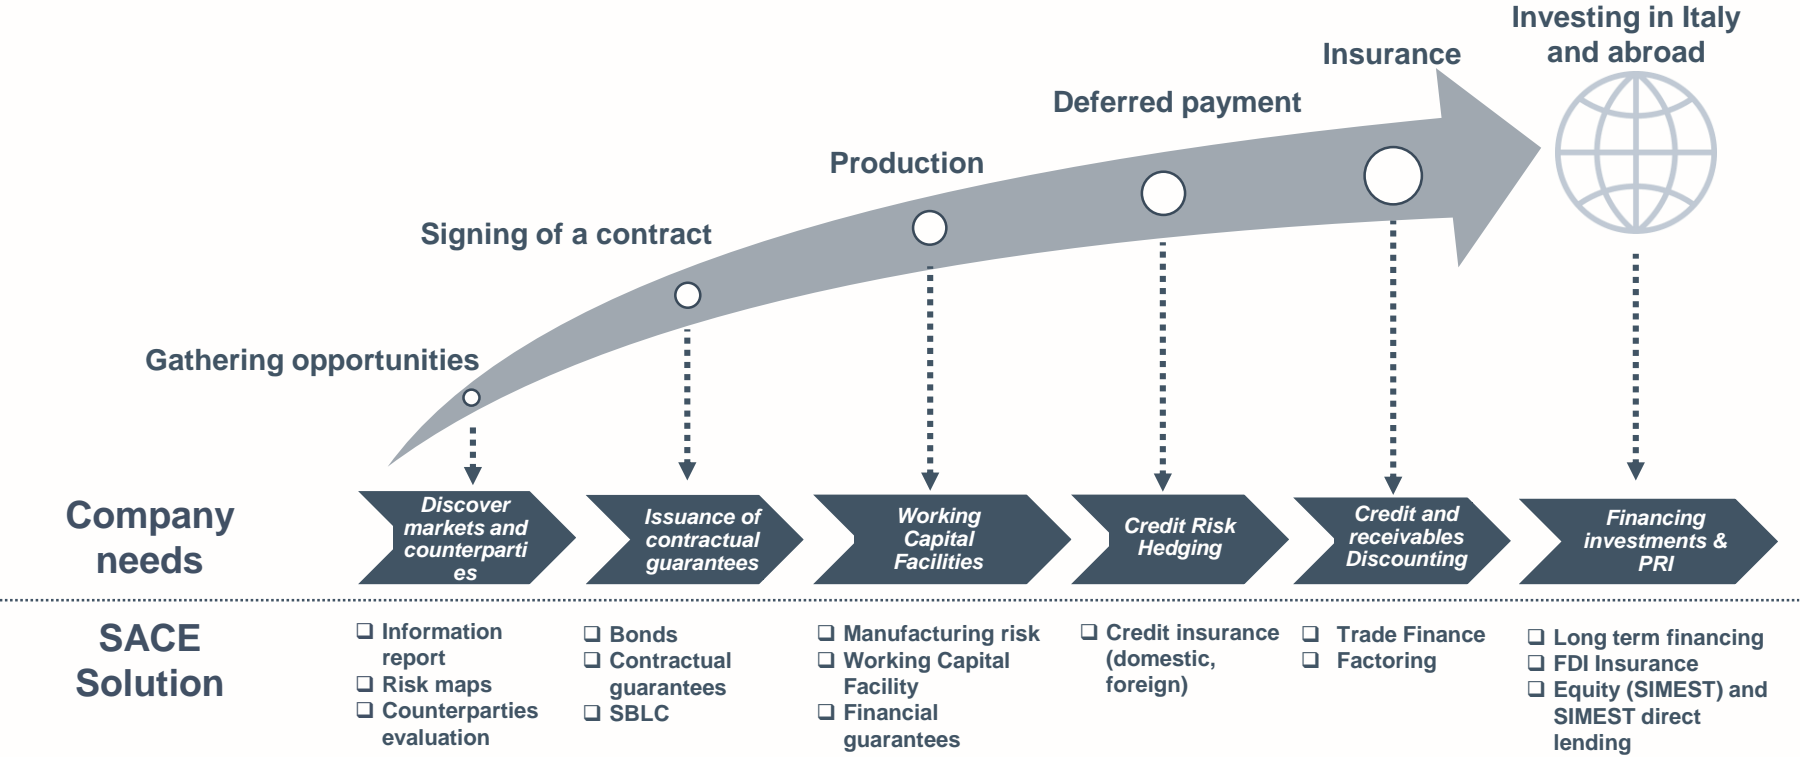 Investing in Italy
and abroad
Insurance
Deferred payment
Production
Signing of a contract
Gathering opportunities
Company
needs
Discover
markets and
counterparti
es
Issuance of
contractual
guarantees
Working
Capital
Facilities
Credit Risk
Hedging
Credit and
receivables
Discounting
Financing
investments &
PRI
SACE
Solution
❑ Information
report
❑ Risk maps
❑ Counterparties
evaluation
❑ Bonds
❑ Contractual
guarantees
❑ SBLC
❑ Manufacturing risk
❑ Working Capital
Facility
❑ Financial
guarantees
❑ Credit insurance
(domestic,
foreign)
❑ Trade Finance
❑ Factoring
❑ Long term financing
❑ FDI Insurance
❑ Equity (SIMEST) and
SIMEST direct
lending